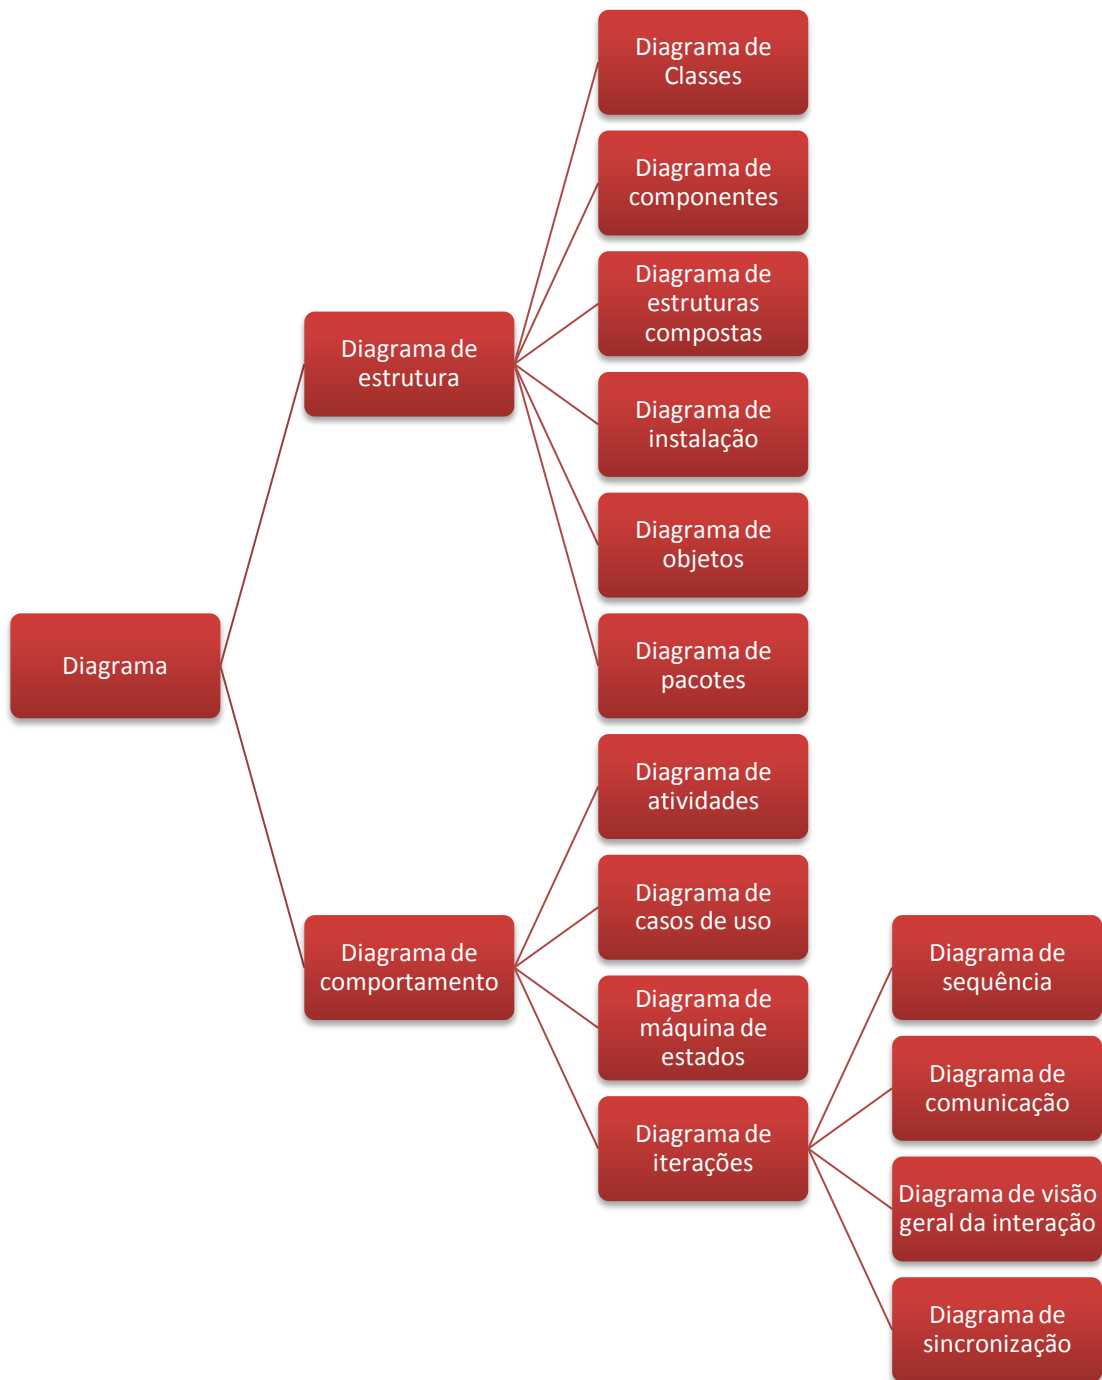 Diagrama
Diagrama de
estrutura
Diagrama de
Classes
Diagrama de
componentes
Diagrama de
estruturas
compostas
Diagrama de
instalação
Diagrama de
objetos
Diagrama de
pacotes
Diagrama de
comportamento
Diagrama de
atividades
Diagrama de
casos de uso
Diagrama de
máquina de
estados
Diagrama de
iterações
Diagrama de
sequência
Diagrama de
comunicação
Diagrama de visão
geral da interação
Diagrama de
sincronização